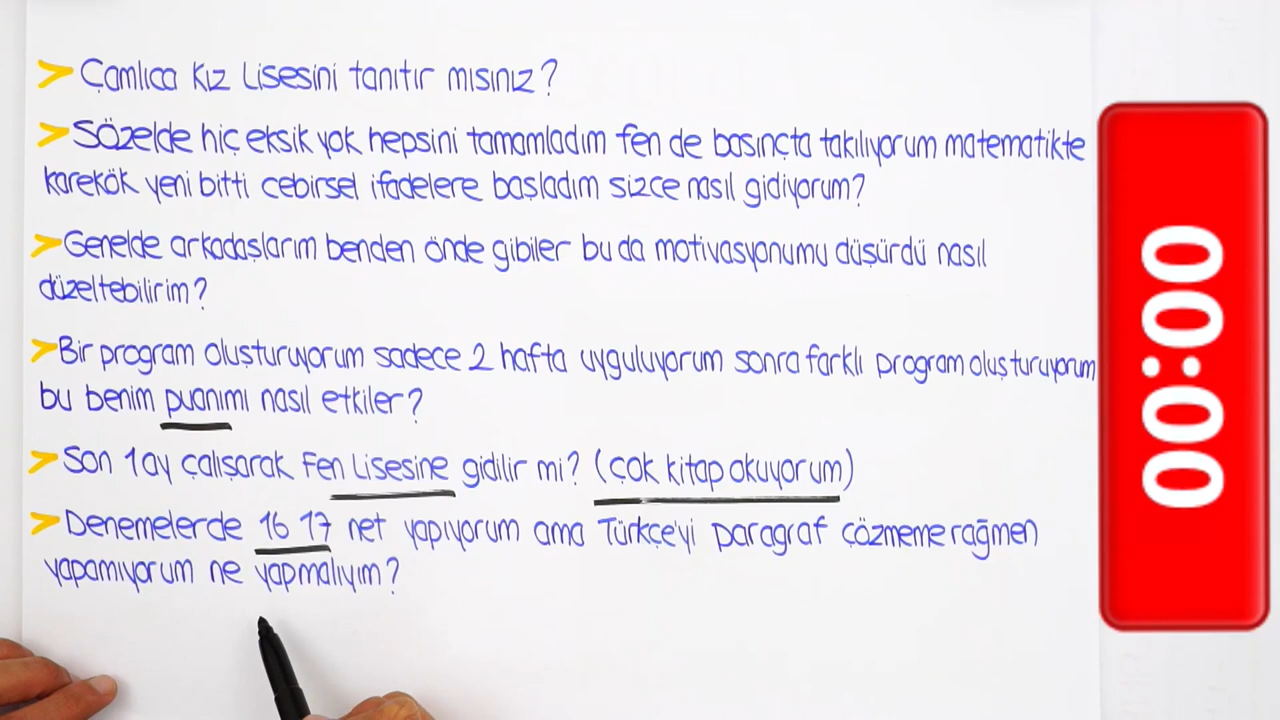 > Çamlıca Kız Lisesini tanıtır mısınız?
> Sözelde hiç eksik yok hepsini tamamladım fen de basınçta takılıyorum matematikte
karekök yeni bitti cebirsel ifadelere başladım sizce nasıl gidiyorum?
> Genelde arkadaşlarım benden önde gibiler bu da motivasyonumu düşürdü nasıl
düzeltebilirim?
> Bir program oluşturuyorum sadece 2 hafta uyguluyorum sonra farklı program oluşturuyorum
bu benim puanımı nasıl etkiler?
> Son 1 ay çalışarak Fen Lisesine gidilir mi? (çok kitap okuyorum)
> Denemelerde 16 17 net yapıyorum ama Türkçe'yi paragraf çözmeme rağmen
yapamıyorum ne yapmalıyım?
00:00